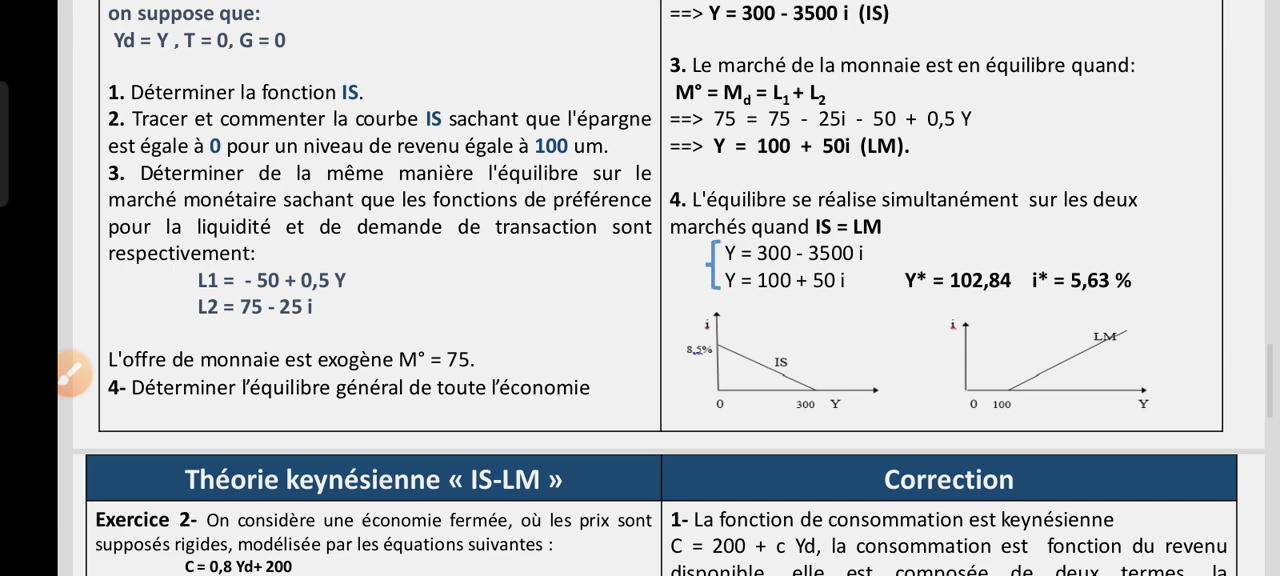 on suppose que:
Yd = Y , T = 0, G = 0
1. Déterminer la fonction IS.
2. Tracer et commenter la courbe IS sachant que l'épargne
est égale à 0 pour un niveau de revenu égale à 100 um.
3. Déterminer de la même manière l'équilibre sur le
marché monétaire sachant que les fonctions de préférence
pour la liquidité et de demande de transaction sont
respectivement:
L1 = - 50 + 0,5 Y
L2 = 75 - 25 i
L'offre de monnaie est exogène M° = 75.
4- Déterminer l’équilibre général de toute l’économie
==> Y = 300 - 3500 i (IS)
3. Le marché de la monnaie est en équilibre quand:
M° = Md = L1 + L2
==> 75 = 75 - 25i - 50 + 0,5 Y
==> Y = 100 + 50i (LM).
4. L'équilibre se réalise simultanément sur les deux
marchés quand IS = LM
Y = 300 - 3500 i
Y = 100 + 50 i Y* = 102,84 i* = 5,63 %
i
8,5%
IS
0 300 Y
i
LM
0 100 Y
Théorie keynésienne « IS-LM »
Correction
Exercice 2- On considère une économie fermée, où les prix sont
supposés rigides, modélisée par les équations suivantes :
C = 0,8 Yd+ 200
1- La fonction de consommation est keynésienne
C = 200 + c Yd, la consommation est fonction du revenu
disponible, elle est composée de deux termes, la